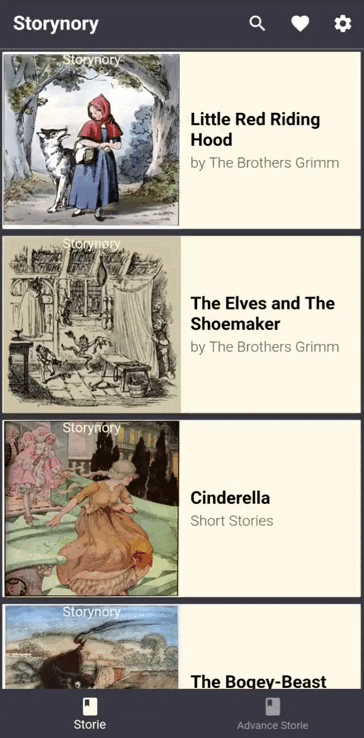 Storynory
Storynory
Little Red Riding
Hood
by The Brothers Grimm
Storynory
The Elves and The
Shoemaker
by The Brothers Grimm
Storynory
Cinderella
Short Stories
Storynory
The Bogey-Beast
Storie
Advance Storie